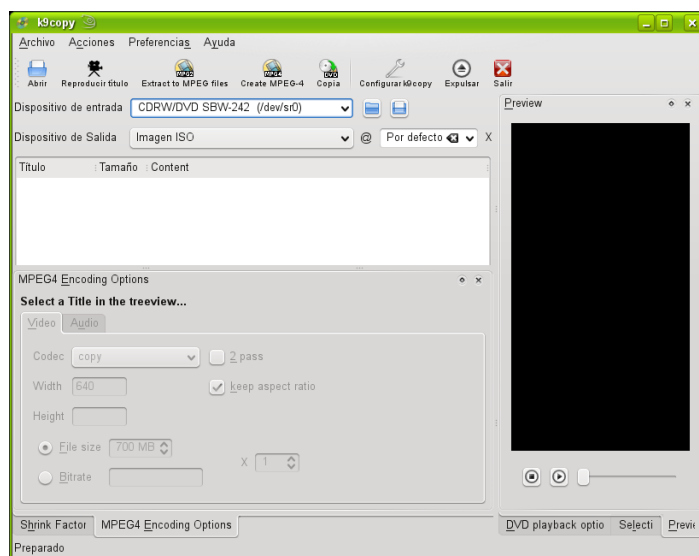 k9copy
Archivo Acciones Preferencias Ayuda
Abrir Reproducir título Extract to MPEG files Create MPEG-4 Copia Configurar k9copy Expulsar Salir
Dispositivo de entrada CDRW/DVD SBW-242 (/dev/sr0)
Dispositivo de Salida Imagen ISO @ Por defecto X
Título Tamaño Content
Preview
MPEG4 Encoding Options
Select a Title in the treeview...
Video Audio
Codec copy 2 pass
Width 640 keep aspect ratio
Height
File size 700 MB X 1
Bitrate
Shrink Factor MPEG4 Encoding Options DVD playback optio Selecti Previe
Preparado